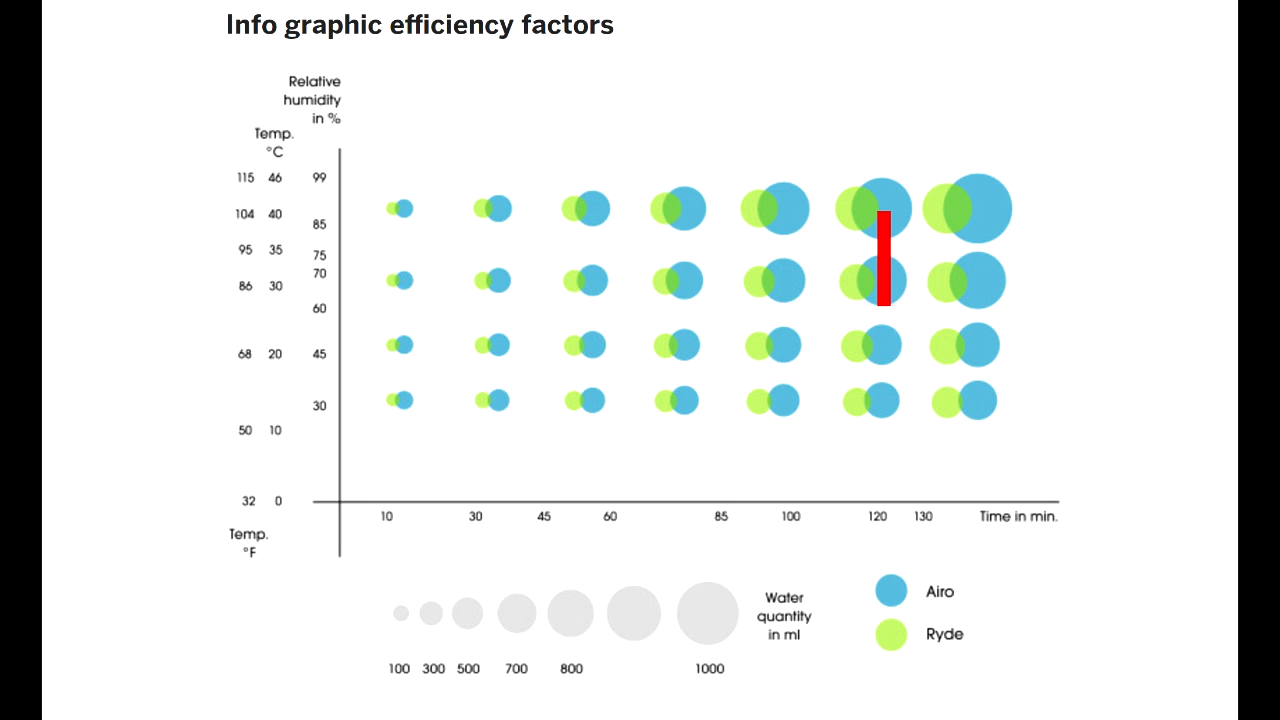 Info graphic efficiency factors
Relative
humidity
in %
Temp.
°C
115 46 99
104 40
85
95 35
75
70
86 30
60
68 20 45
30
50 10
32 0
10 30 45 60 85 100 120 130 Time in min.
Temp.
°F
Water
quantity
in ml
Airo
Ryde
100 300 500 700 800 1000